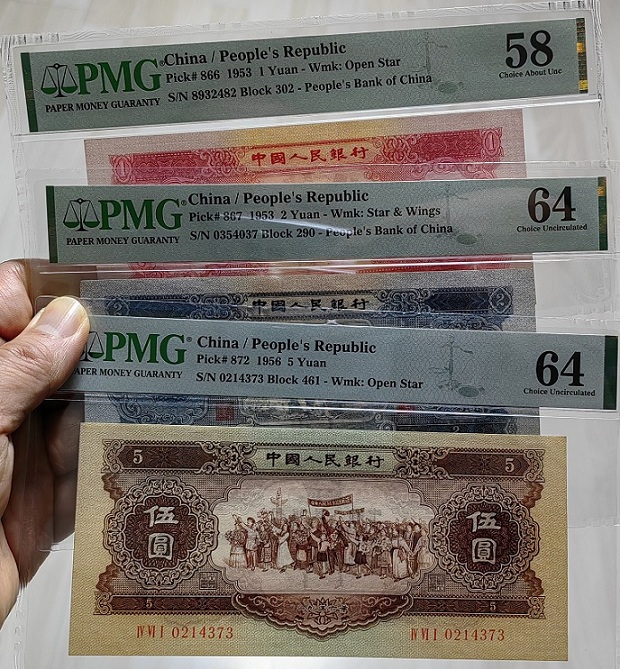 PMG
PAPER MONEY GUARANTY
China / People's Republic
Pick# 866 1953 1 Yuan - Wmk: Open Star
S/N 8932482 Block 302 - People's Bank of China
58
Choice About Unc
中國人民銀行
1
1
PMG
PAPER MONEY GUARANTY
China / People's Republic
Pick# 867 1953 2 Yuan - Wmk: Star & Wings
S/N 0354037 Block 290 - People's Bank of China
64
Choice Uncirculated
2
中國人民銀行
2
PMG
PAPER MONEY GUARANTY
China / People's Republic
Pick# 872 1956 5 Yuan
S/N 0214373 Block 461 - Wmk: Open Star
64
Choice Uncirculated
5
中國人民銀行
5
伍圓
伍圓
5
5
IV VI I 0214373
IV VI I 0214373